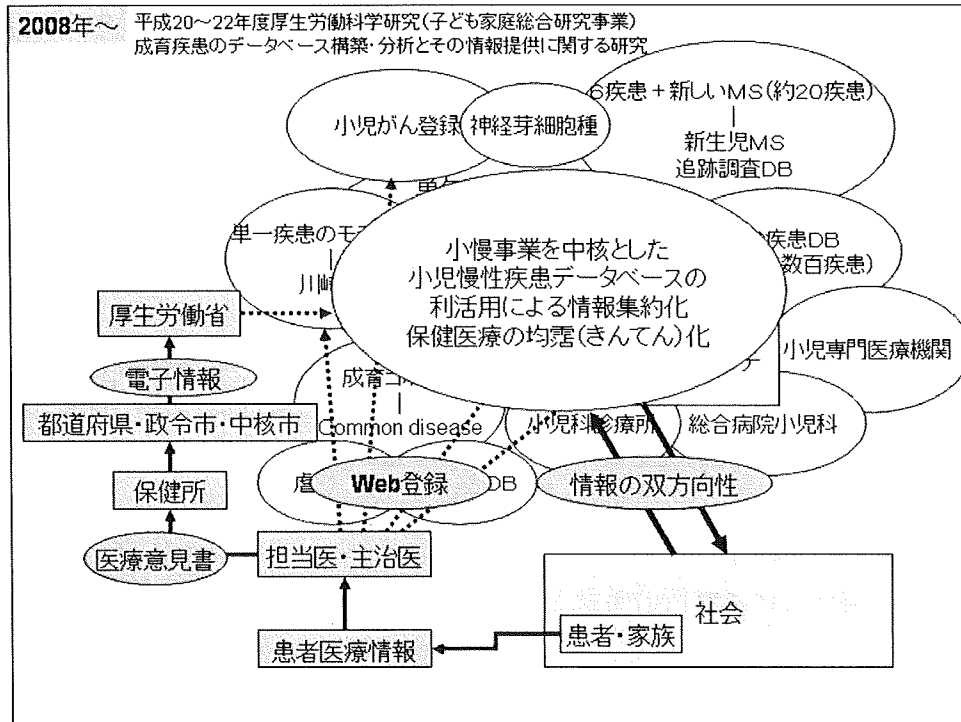 2008年～ 平成20～22年度厚生労働科学研究(子ども家庭総合研究事業)
成育疾患のデータベース構築・分析とその情報提供に関する研究
6疾患＋新しいMS(約20疾患)
新生児MS
追跡調査DB
小児がん登録
神経芽細胞種
単一疾患のモ
川崎
疾患DB
数百疾患)
小慢事業を中核とした
小児慢性疾患データベースの
利活用による情報集約化
保健医療の均霑(きんてん)化
厚生労働省
小児専門医療機関
電子情報
成育コ
Common disease
都道府県・政令市・中核市
小児科診療所
総合病院小児科
保健所
虐
Web登録
DB
情報の双方向性
医療意見書
担当医・主治医
社会
患者・家族
患者医療情報